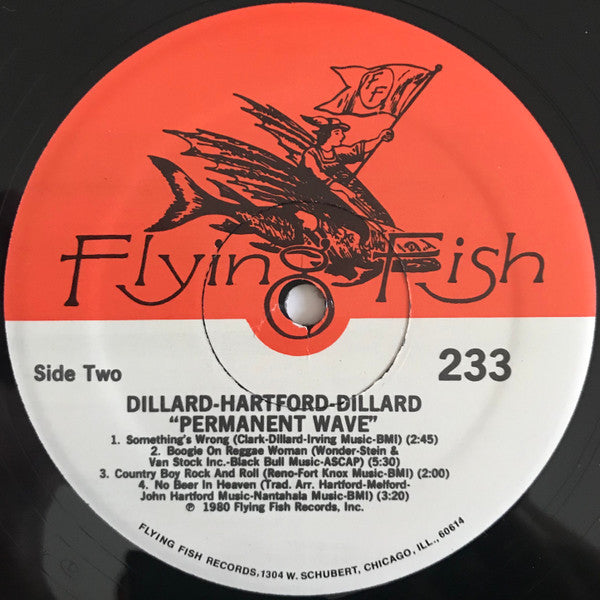 FF
Flying Fish
Side Two
233
DILLARD-HARTFORD-DILLARD
“PERMANENT WAVE”
1. Something's Wrong (Clark-Dillard-Irving Music-BMI) (2:45)
2. Boogie On Reggae Woman (Wonder-Stein &
Van Stock Inc.-Black Bull Music-ASCAP) (5:30)
3. Country Boy Rock And Roll (Reno-Fort Knox Music-BMI) (2:00)
4. No Beer In Heaven (Trad. Arr. Hartford-Melford-
John Hartford Music-Nantahala Music-BMI) (3:20)
℗ 1980 Flying Fish Records, Inc.
FLYING FISH RECORDS,1304 W. SCHUBERT, CHICAGO, ILL., 60614